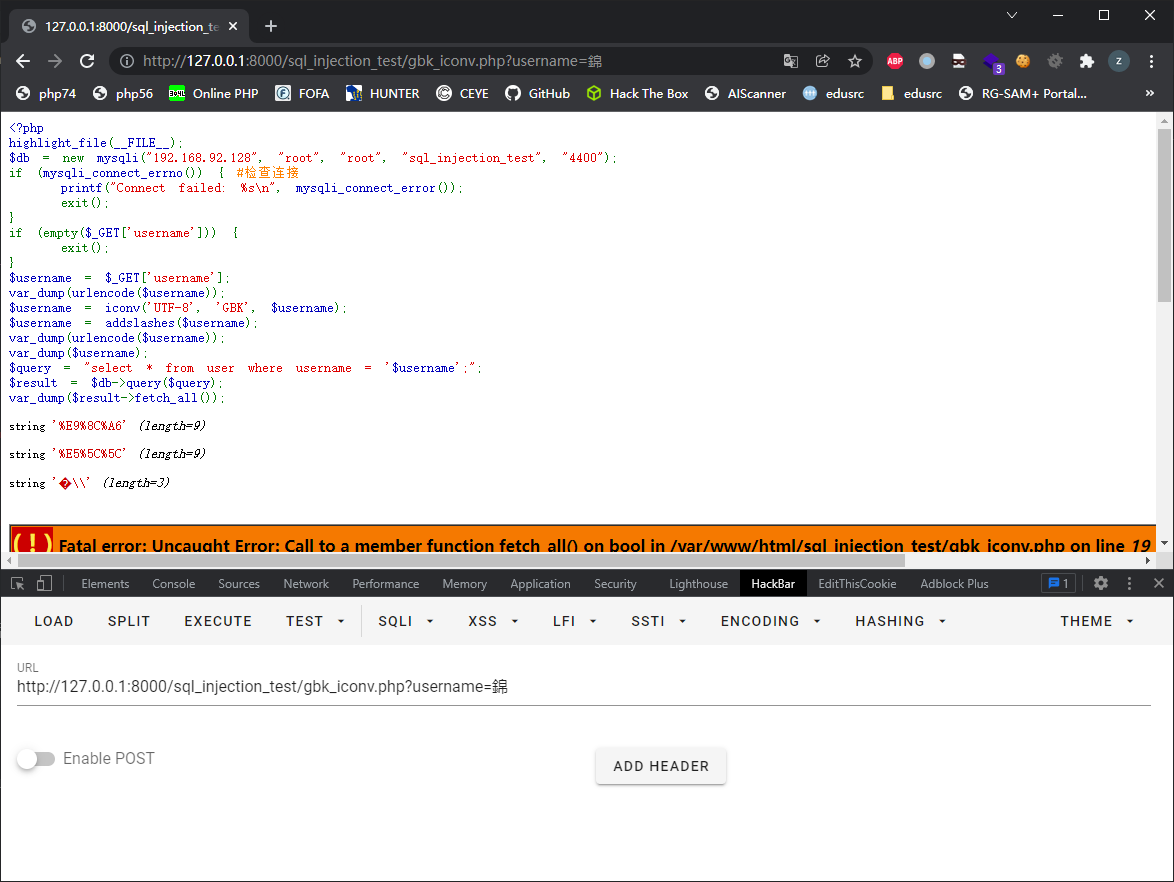 127.0.0.1:8000/sql_injection_te
http://127.0.0.1:8000/sql_injection_test/gbk_iconv.php?username=錦
ABP
3
Z
php74
php56
Online PHP
FOFA
HUNTER
CEYE
GitHub
Hack The Box
AIScanner
edusrc
edusrc
RG-SAM+ Portal...
»
<?php
highlight_file(__FILE__);
$db = new mysqli("192.168.92.128", "root", "root", "sql_injection_test", "4400");
if (mysqli_connect_errno()) { #检查连接
printf("Connect failed: %s\n", mysqli_connect_error());
exit();
}
if (empty($_GET['username'])) {
exit();
}
$username = $_GET['username'];
var_dump(urlencode($username));
$username = iconv('UTF-8', 'GBK', $username);
$username = addslashes($username);
var_dump(urlencode($username));
var_dump($username);
$query = "select * from user where username = '$username';";
$result = $db->query($query);
var_dump($result->fetch_all());
string '%E9%8C%A6' (length=9)
string '%E5%5C%5C' (length=9)
string '�\\' (length=3)
( ! ) Fatal error: Uncaught Error: Call to a member function fetch_all() on bool in /var/www/html/sql_injection_test/gbk_iconv.php on line 19
Elements
Console
Sources
Network
Performance
Memory
Application
Security
Lighthouse
HackBar
EditThisCookie
Adblock Plus
1
LOAD
SPLIT
EXECUTE
TEST
SQLI
XSS
LFI
SSTI
ENCODING
HASHING
THEME
URL
http://127.0.0.1:8000/sql_injection_test/gbk_iconv.php?username=錦
Enable POST
ADD HEADER